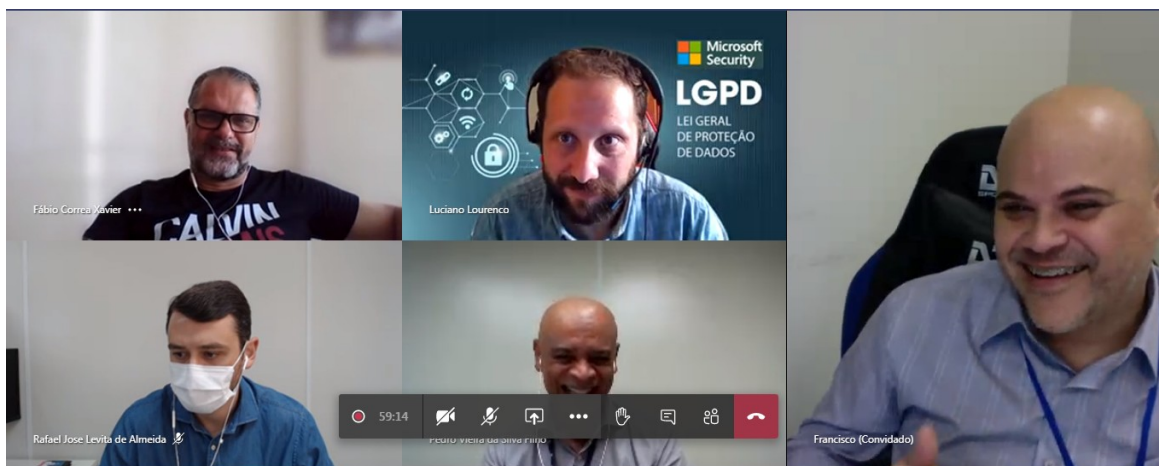 Microsoft
Security
LGPD
LEI GERAL
DE PROTEÇÃO
DE DADOS
Fábio Correa Xavier
CALVIN
Luciano Lourenco
Rafael Jose Levita de Almeida
59:14
Pedro Vieira da Silva Filho
Francisco (Convidado)